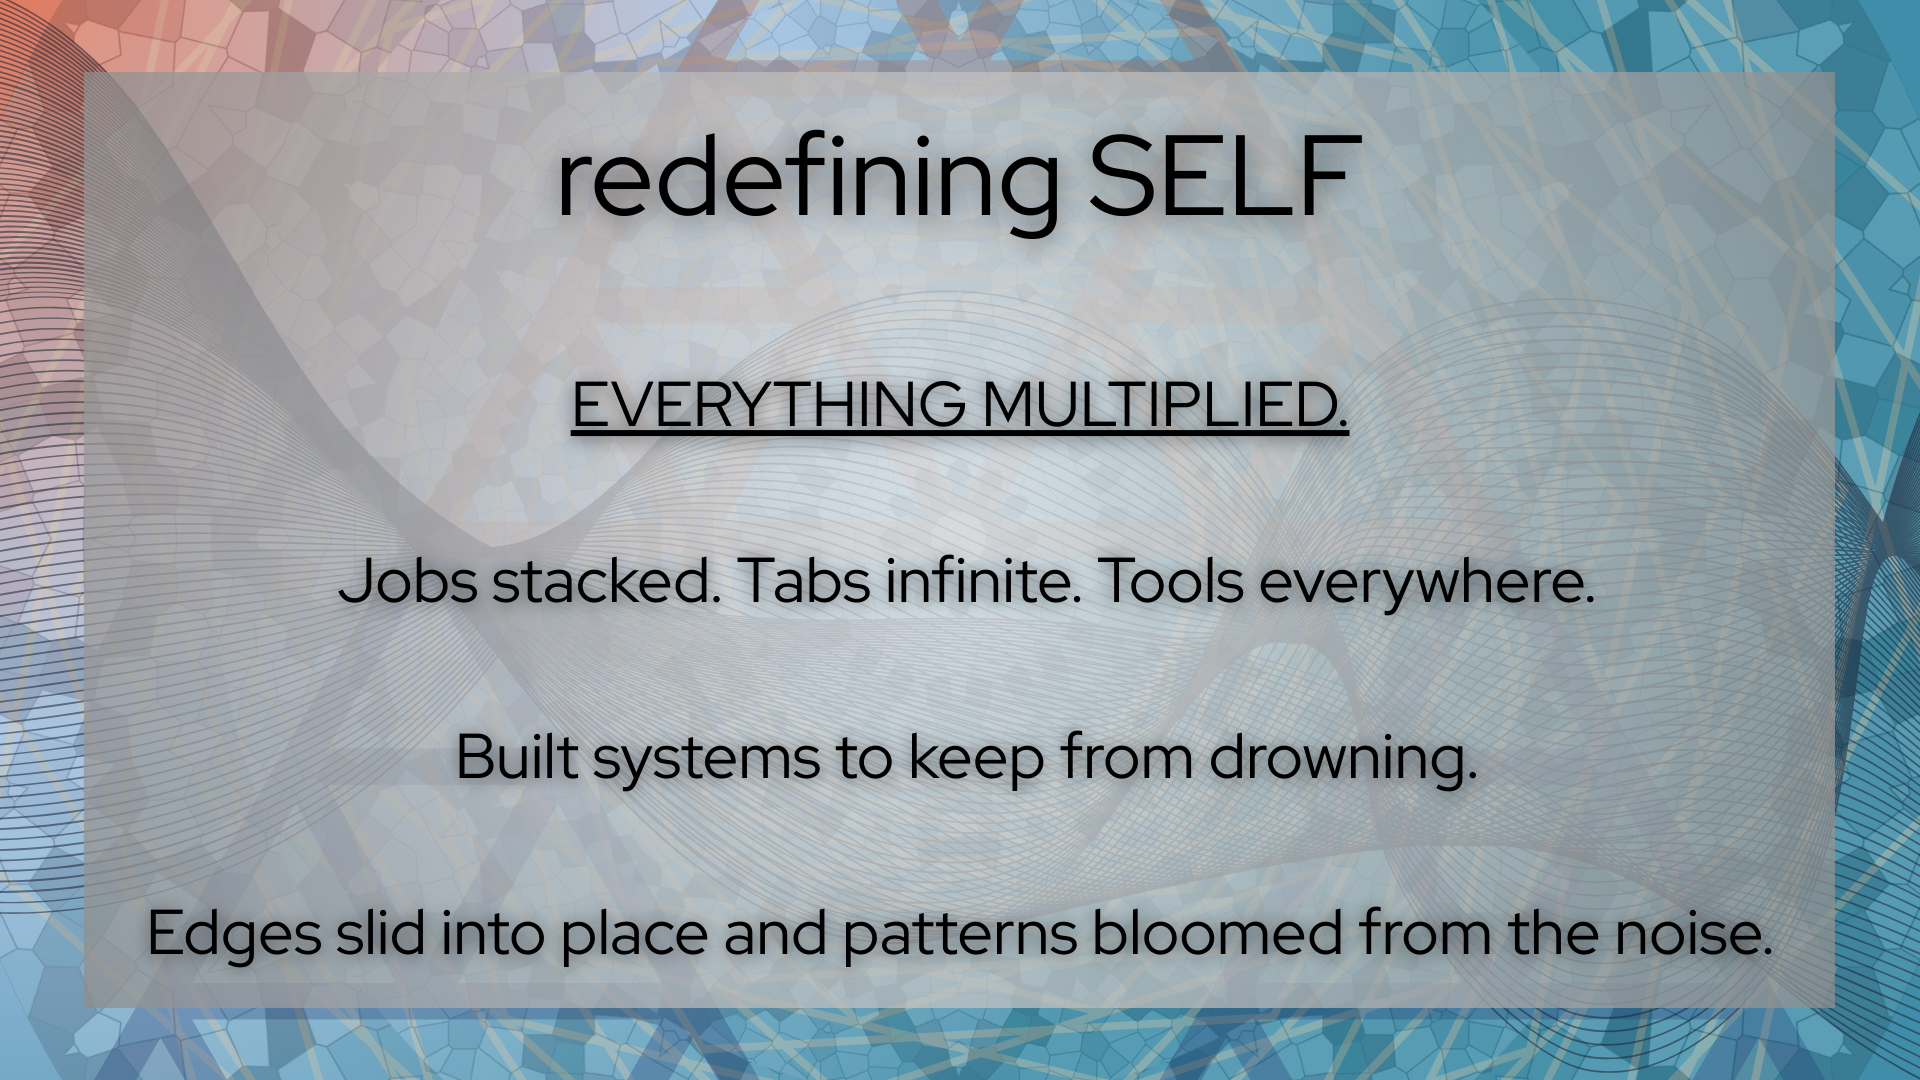 redefining SELF
EVERYTHING MULTIPLIED.
Jobs stacked. Tabs infinite. Tools everywhere.
Built systems to keep from drowning.
Edges slid into place and patterns bloomed from the noise.